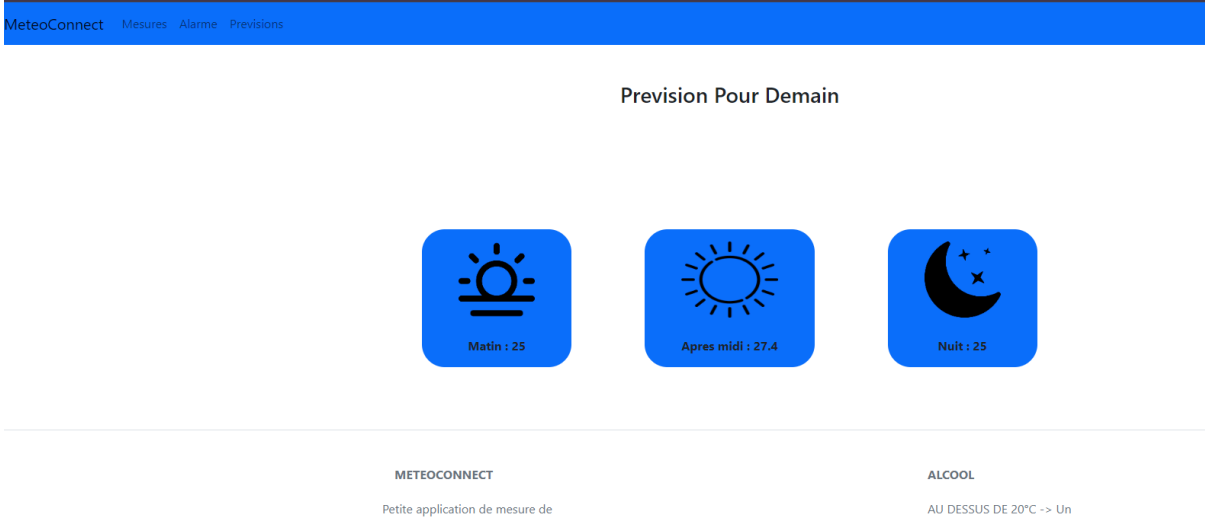 MeteoConnect Mesures Alarme Previsions
Prevision Pour Demain
Matin : 25
Apres midi : 27.4
Nuit : 25
METEOCONNECT
Petite application de mesure de
ALCOOL
AU DESSUS DE 20°C -> Un